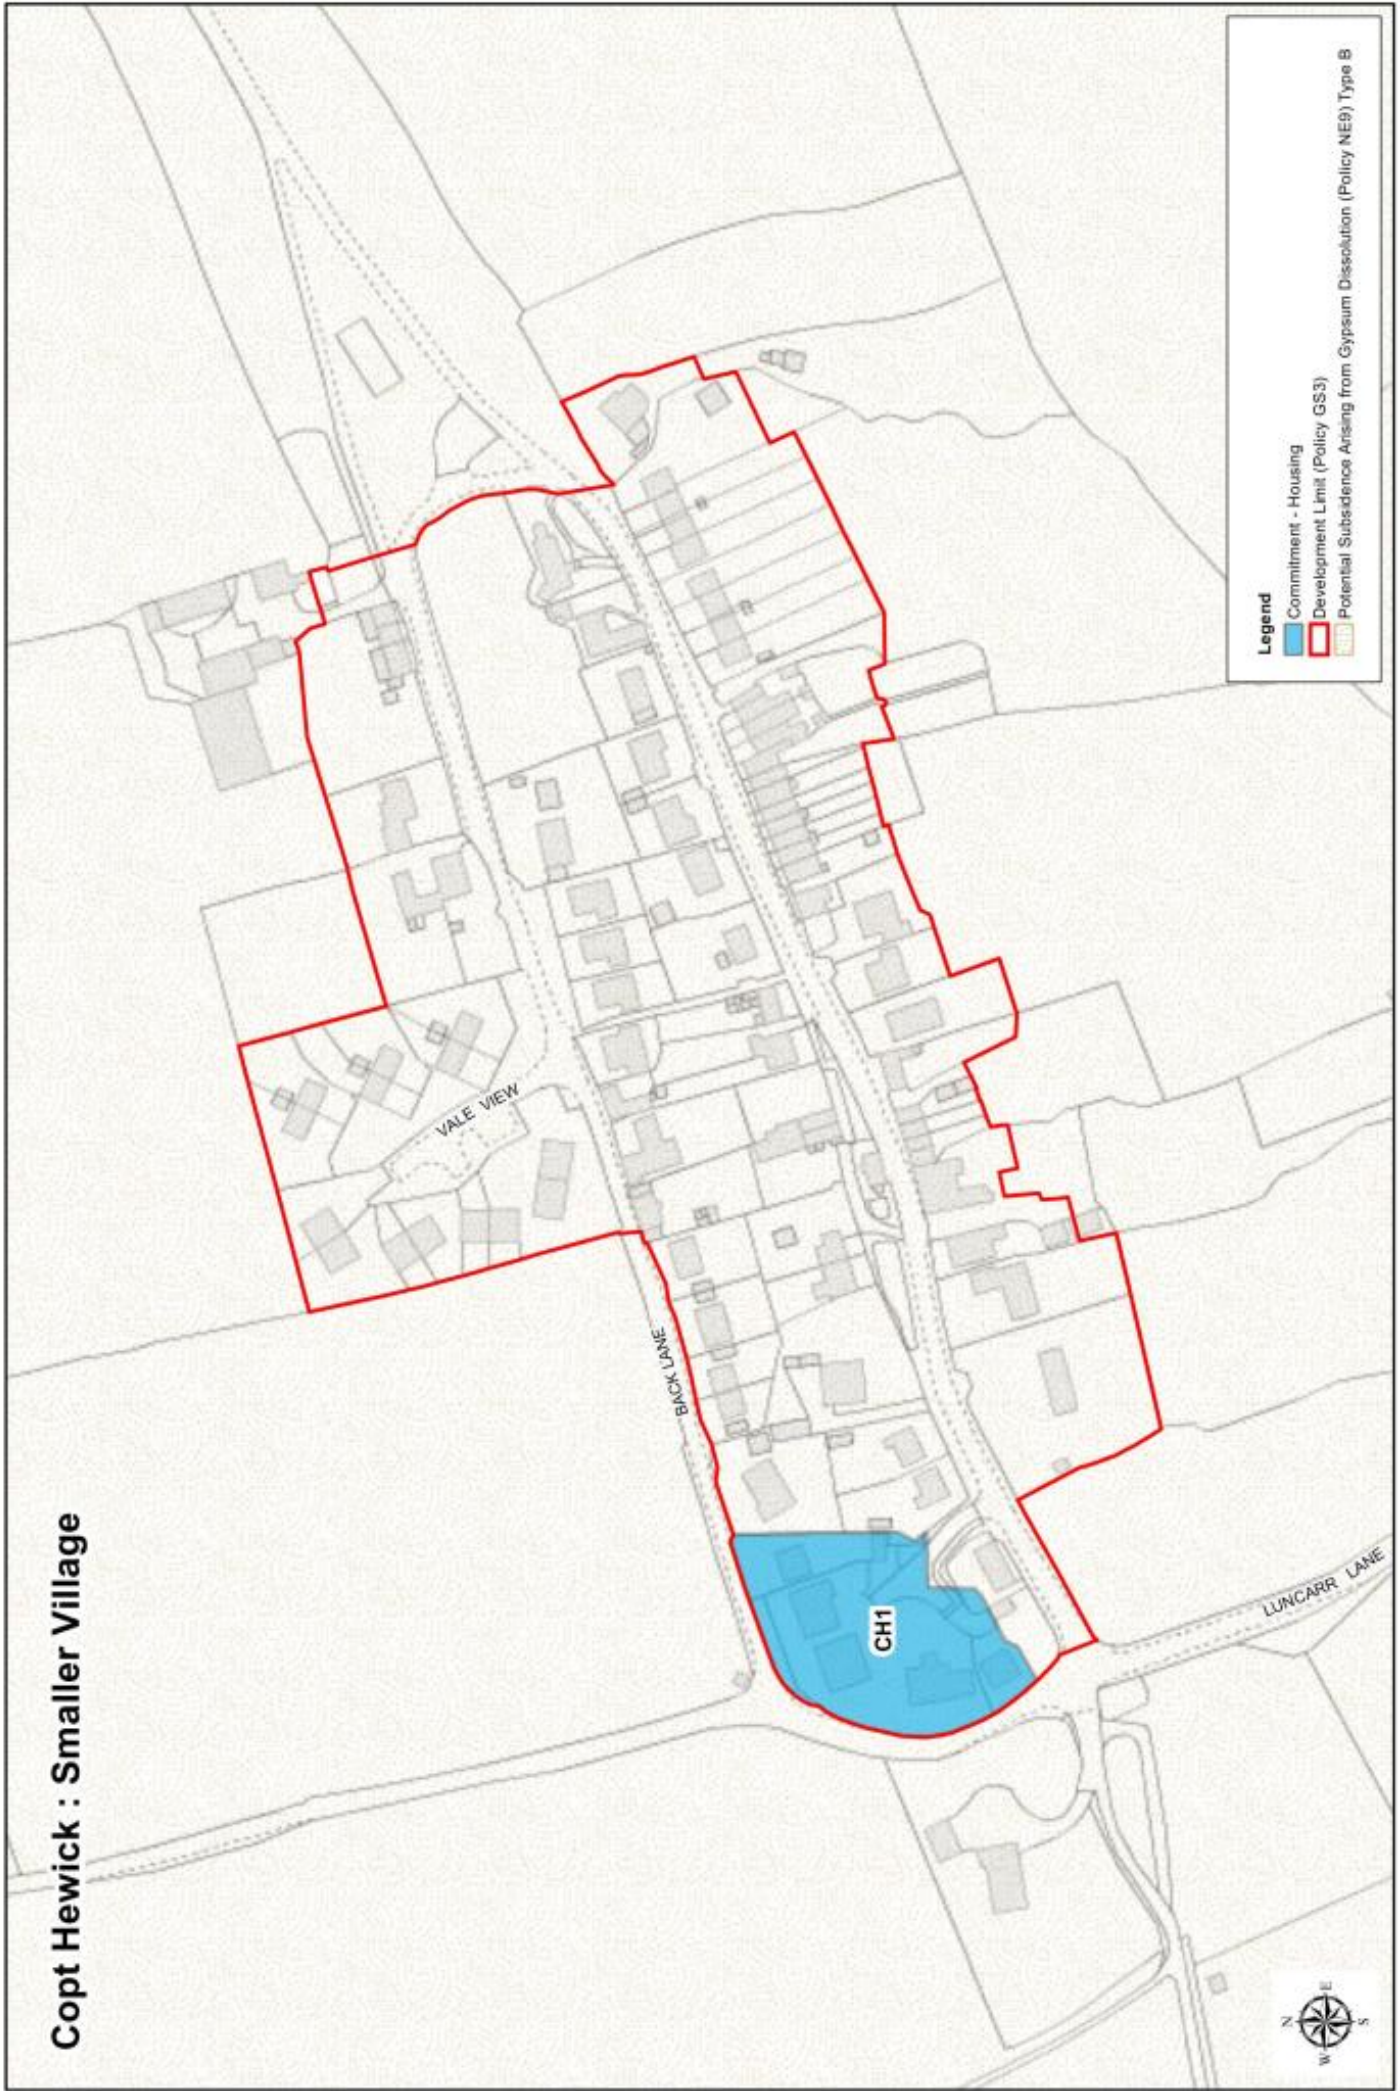 Copt Hewick : Smaller Village
VALE VIEW
BACK LANE
CH1
LUNCARR LANE
N
W
E
S
Legend
Commitment - Housing
Development Limit (Policy GS3)
Potential Subsidence Arising from Gypsum Dissolution (Policy NE9) Type B